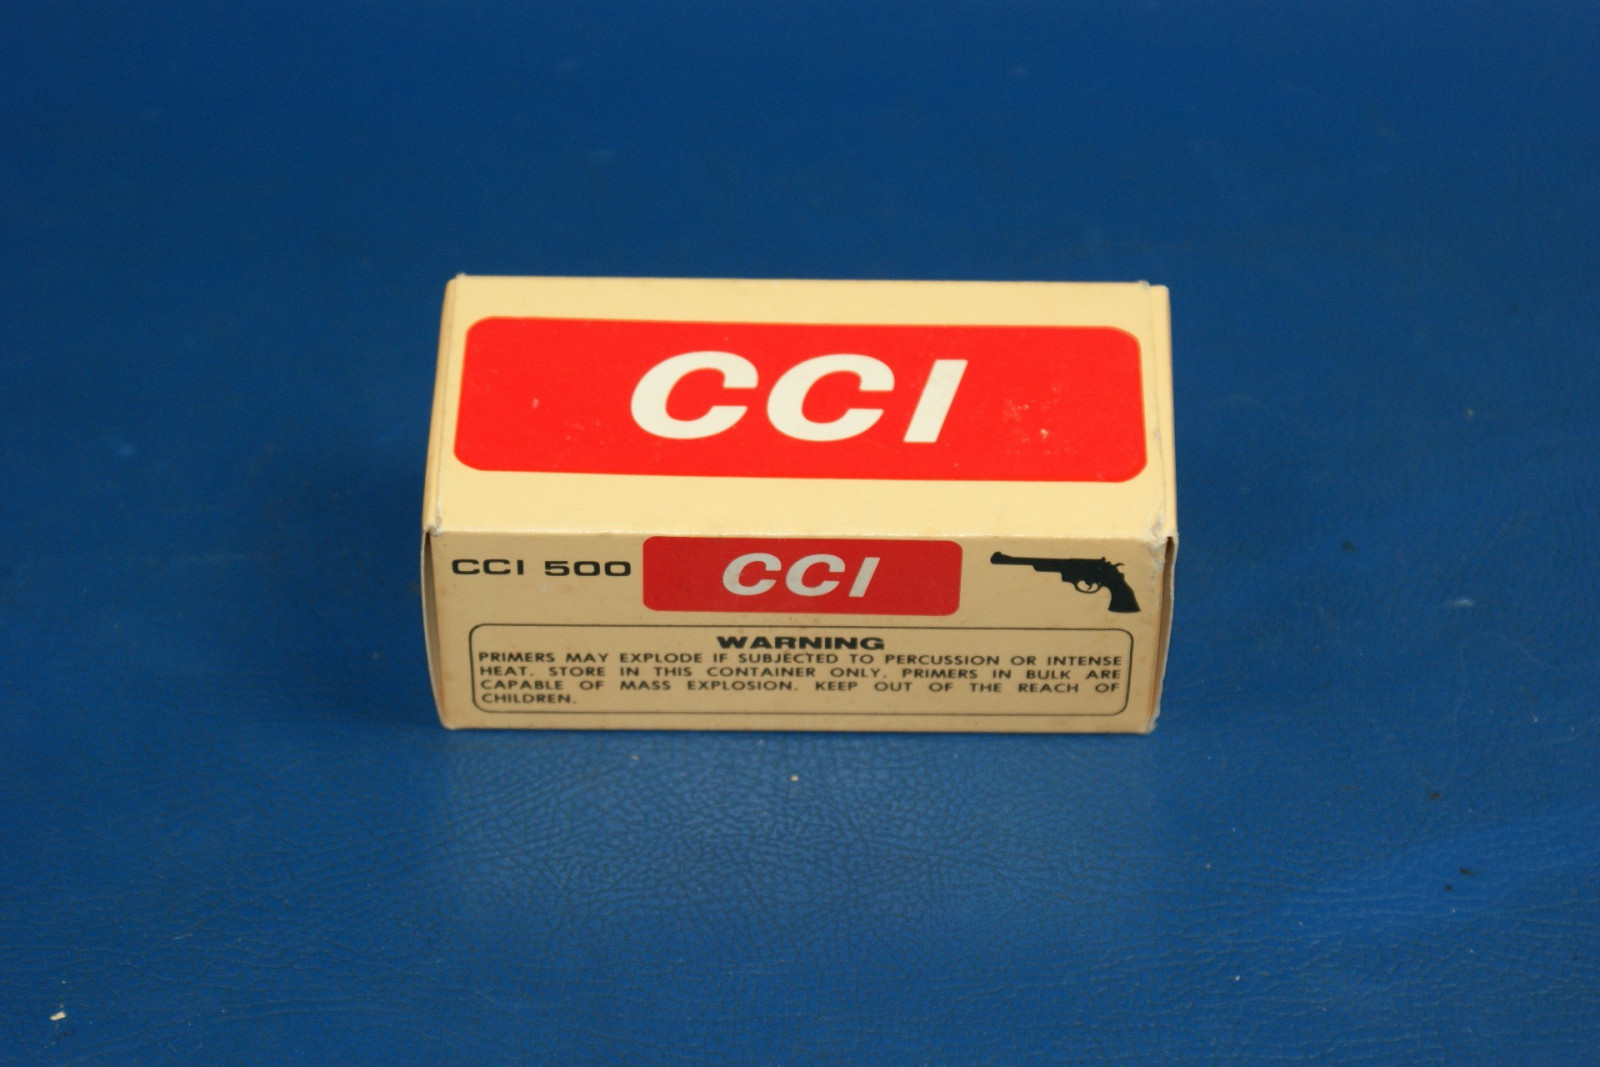 CCI
CCI 500 CCI
WARNING
PRIMERS MAY EXPLODE IF SUBJECTED TO PERCUSSION OR INTENSE
HEAT. STORE IN THIS CONTAINER ONLY. PRIMERS IN BULK ARE
CAPABLE OF MASS EXPLOSION. KEEP OUT OF THE REACH OF
CHILDREN.